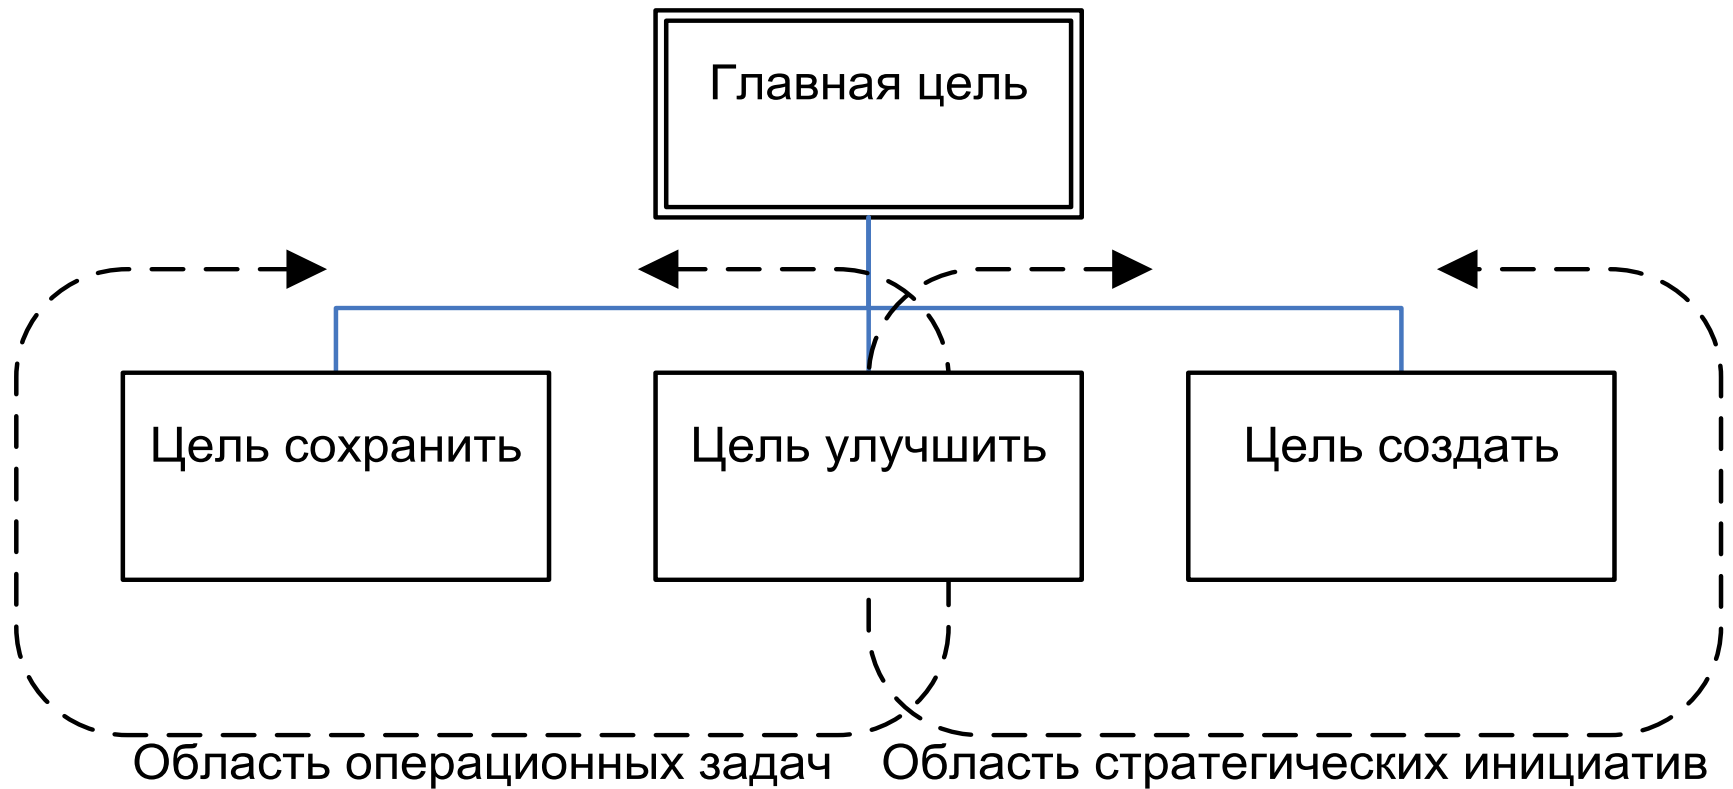 Главная цель
Цель сохранить
Цель улучшить
Цель создать
Область операционных задач
Область стратегических инициатив